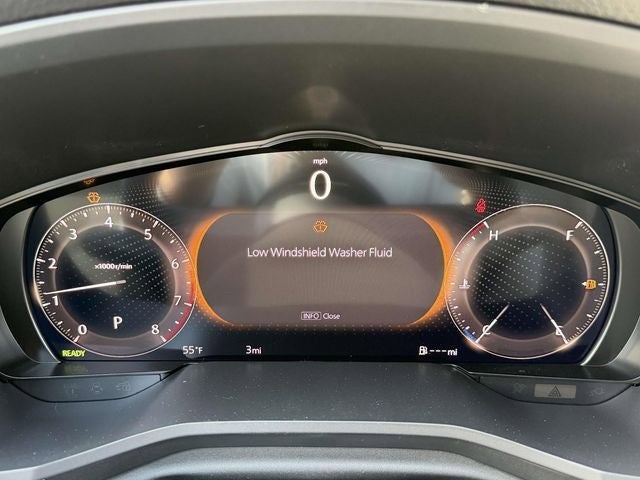 mph
0
Low Windshield Washer Fluid
INFO Close
0
1
2
3
4
5
6
7
8
x1000r/min
P
READY
55°F
3mi
---mi
H
C
F
E